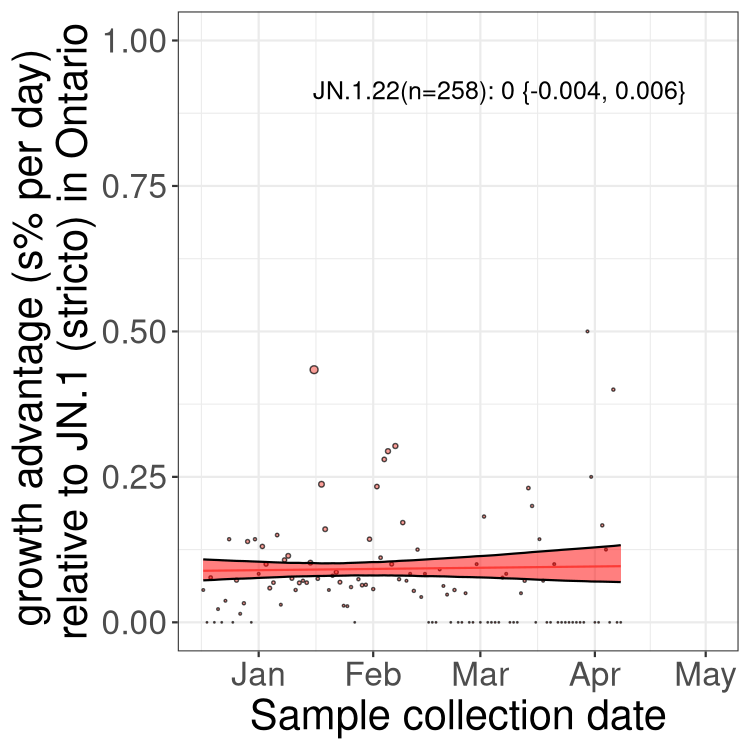 growth advantage (s% per day)
relative to JN.1 (stricto) in Ontario
1.00
0.75
0.50
0.25
0.00
JN.1.22(n=258): 0 {-0.004, 0.006}
Jan Feb Mar Apr May
Sample collection date